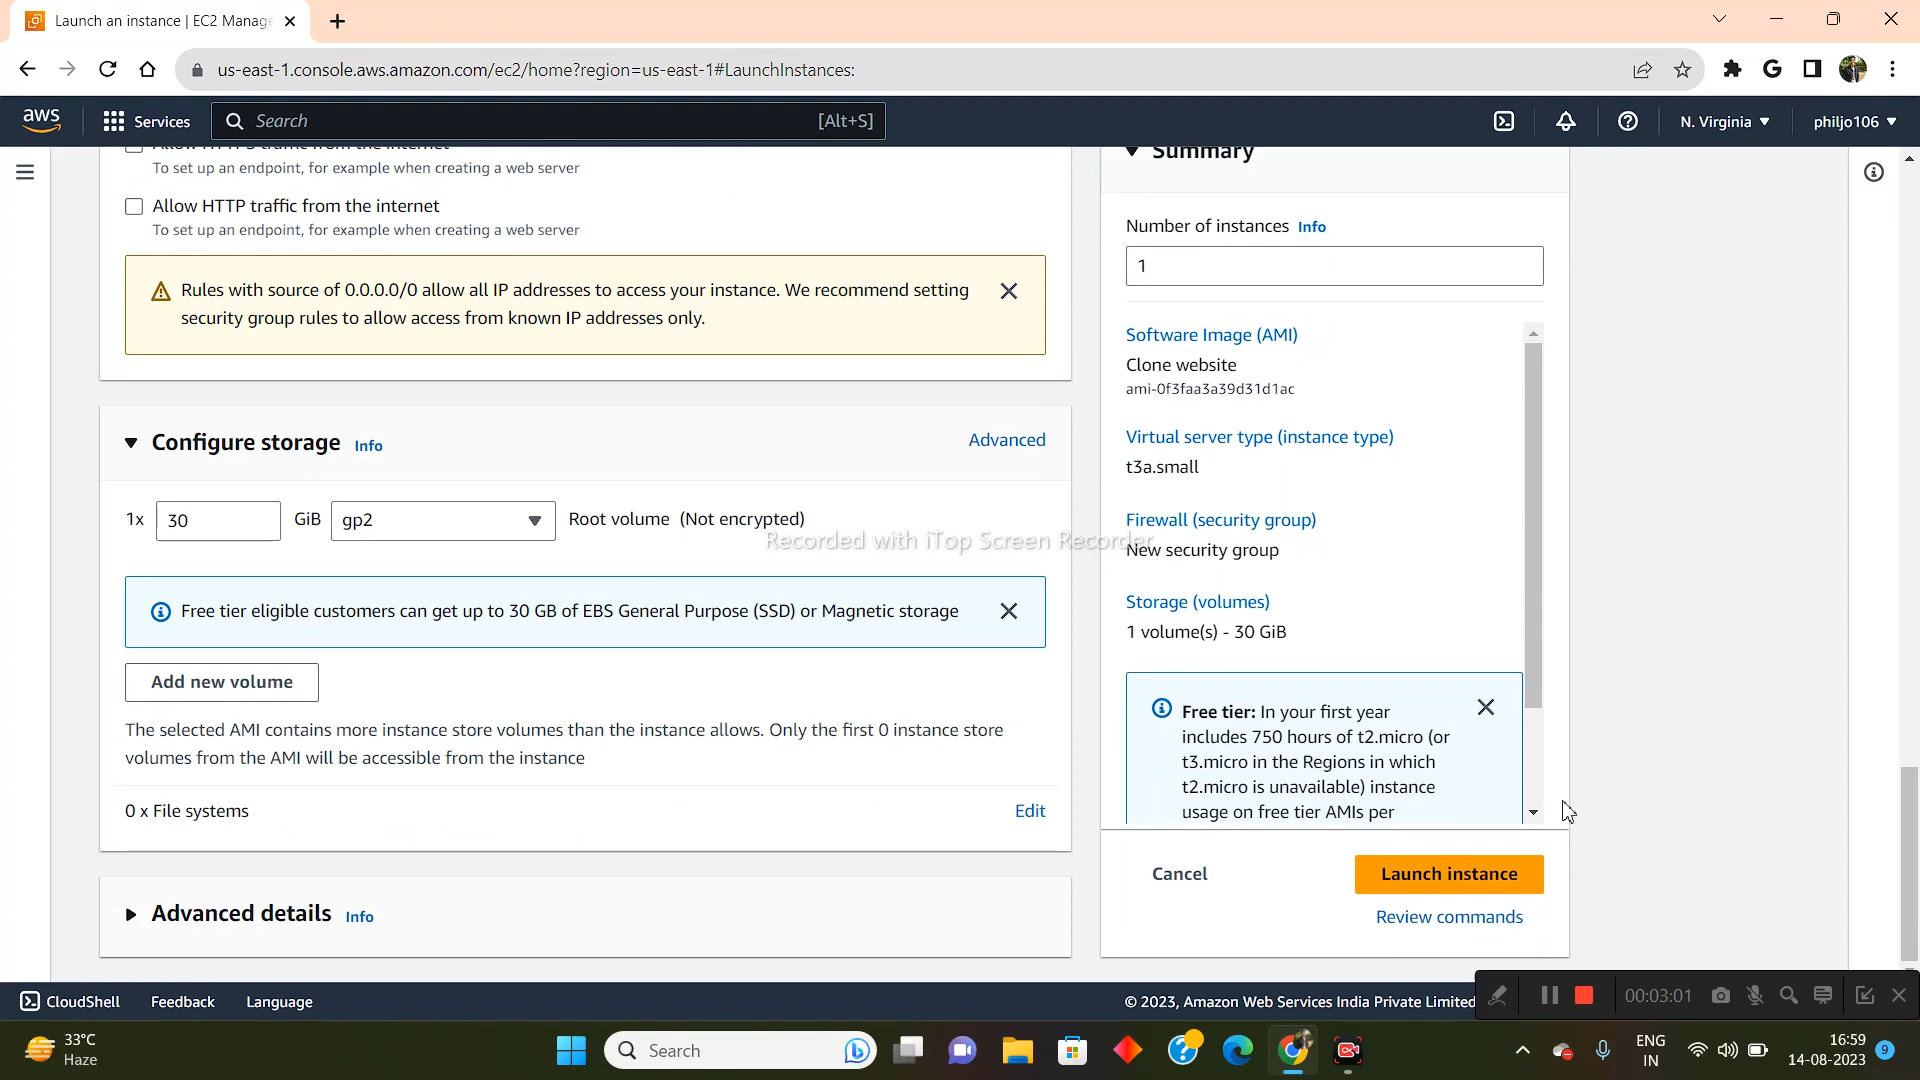 Launch an instance | EC2 Manage
us-east-1.console.aws.amazon.com/ec2/home?region=us-east-1#LaunchInstances:
aws
Services
Search
[Alt+S]
N. Virginia
philjo106
Allow HTTPS traffic from the internet
To set up an endpoint, for example when creating a web server
Allow HTTP traffic from the internet
To set up an endpoint, for example when creating a web server
Rules with source of 0.0.0.0/0 allow all IP addresses to access your instance. We recommend setting
security group rules to allow access from known IP addresses only.
Configure storage Info
Advanced
1x 30 GiB gp2 Root volume (Not encrypted)
Free tier eligible customers can get up to 30 GB of EBS General Purpose (SSD) or Magnetic storage
Add new volume
The selected AMI contains more instance store volumes than the instance allows. Only the first 0 instance store
volumes from the AMI will be accessible from the instance
0 x File systems
Edit
Advanced details Info
Summary
Number of instances Info
1
Software Image (AMI)
Clone website
ami-0f3faa3a39d31d1ac
Virtual server type (instance type)
t3a.small
Firewall (security group)
New security group
Storage (volumes)
1 volume(s) - 30 GiB
Free tier: In your first year
includes 750 hours of t2.micro (or
t3.micro in the Regions in which
t2.micro is unavailable) instance
usage on free tier AMIs per
Cancel
Launch instance
Review commands
Recorded with iTop Screen Recorder
CloudShell
Feedback
Language
© 2023, Amazon Web Services India Private Limited
00:03:01
33°C
Haze
Search
ENG
IN
16:59
14-08-2023
9